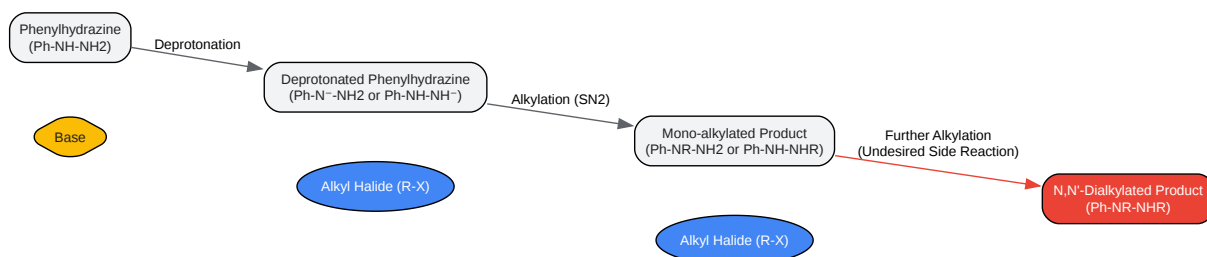 Phenylhydrazine
(Ph-NH-NH2)
Deprotonation
Deprotonated Phenylhydrazine
(Ph-N⁻-NH2 or Ph-NH-NH⁻)
Base
Alkylation (SN2)
Alkyl Halide (R-X)
Mono-alkylated Product
(Ph-NR-NH2 or Ph-NH-NHR)
Further Alkylation
(Undesired Side Reaction)
Alkyl Halide (R-X)
N,N'-Dialkylated Product
(Ph-NR-NHR)